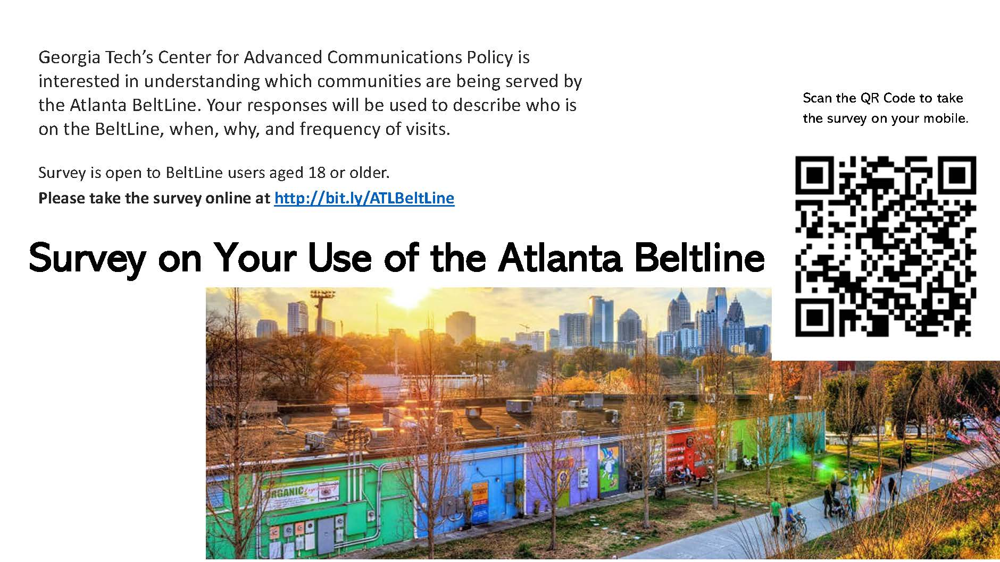 Georgia Tech’s Center for Advanced Communications Policy is
interested in understanding which communities are being served by
the Atlanta BeltLine. Your responses will be used to describe who is
on the BeltLine, when, why, and frequency of visits.
Survey is open to BeltLine users aged 18 or older.
Please take the survey online at http://bit.ly/ATLBeltLine
Scan the QR Code to take
the survey on your mobile.
Survey on Your Use of the Atlanta Beltline
ORGANIC